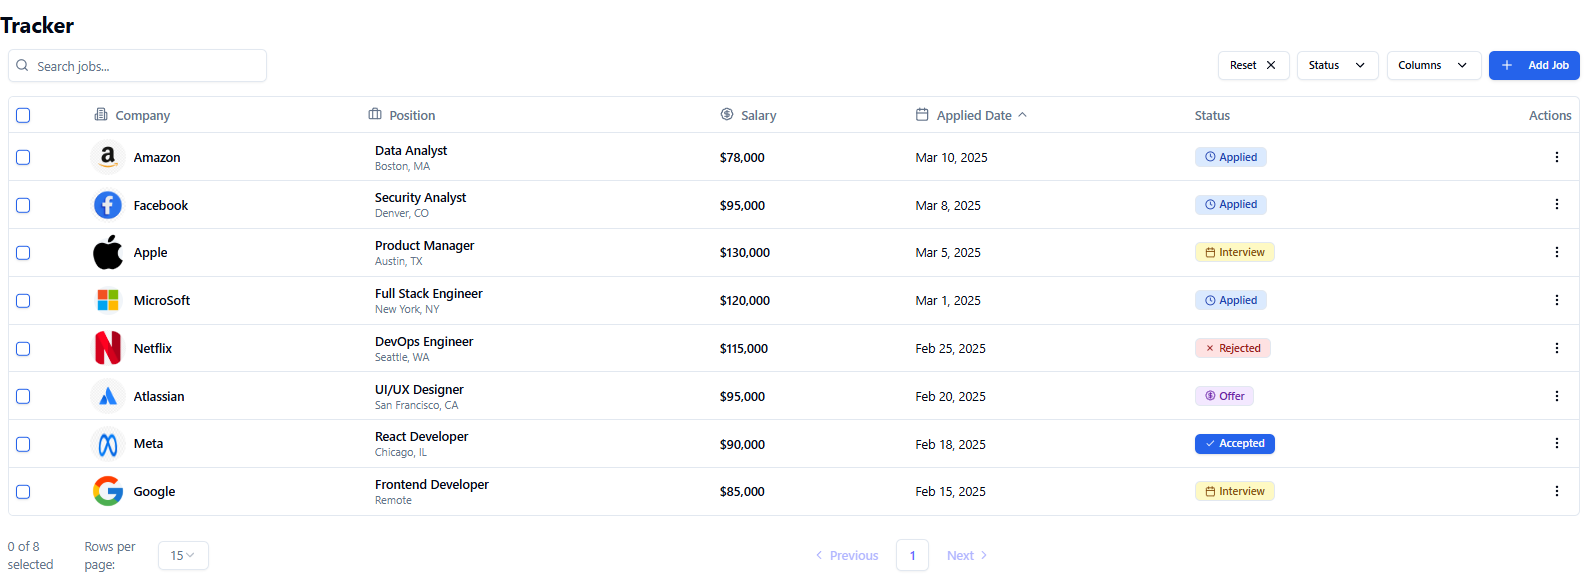 Tracker
Search jobs...
Reset
Status
Columns
Add Job
Company Position Salary Applied Date Status Actions
Amazon Data Analyst $78,000 Mar 10, 2025 Applied
Boston, MA
Facebook Security Analyst $95,000 Mar 8, 2025 Applied
Denver, CO
Apple Product Manager $130,000 Mar 5, 2025 Interview
Austin, TX
MicroSoft Full Stack Engineer $120,000 Mar 1, 2025 Applied
New York, NY
Netflix DevOps Engineer $115,000 Feb 25, 2025 Rejected
Seattle, WA
Atlassian UI/UX Designer $95,000 Feb 20, 2025 Offer
San Francisco, CA
Meta React Developer $90,000 Feb 18, 2025 Accepted
Chicago, IL
Google Frontend Developer $85,000 Feb 15, 2025 Interview
Remote
0 of 8
selected
Rows per
page:
15
Previous 1 Next